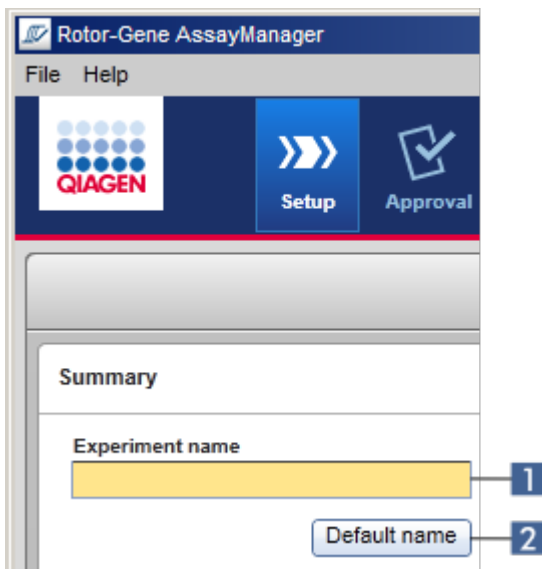 Rotor-Gene AssayManager
File Help
QIAGEN
Setup
Approval
Summary
Experiment name
1
Default name
2